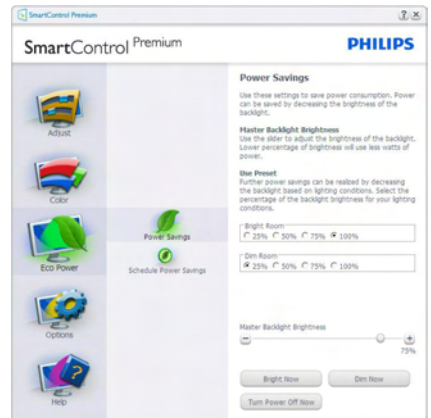 SmartControl Premium
SmartControl Premium
PHILIPS
Adjust
Color
Eco Power
Options
Help
Power Savings
Schedule Power Savings
Power Savings
Use these settings to save power consumption. Power
can be saved by decreasing the brightness of the
backlight.
Master Backlight Brightness
Use the slider to adjust the brightness of the backlight.
Lower percentage of brightness will use less watts of
power.
Use Preset
Further power savings can be realized by decreasing
the backlight based on lighting conditions. Select the
percentage of the backlight brightness for your lighting
conditions.
Bright Room
25% 50% 75% 100%
Dim Room
25% 50% 75% 100%
Master Backlight Brightness
75%
Bright Now
Dim Now
Turn Power Off Now